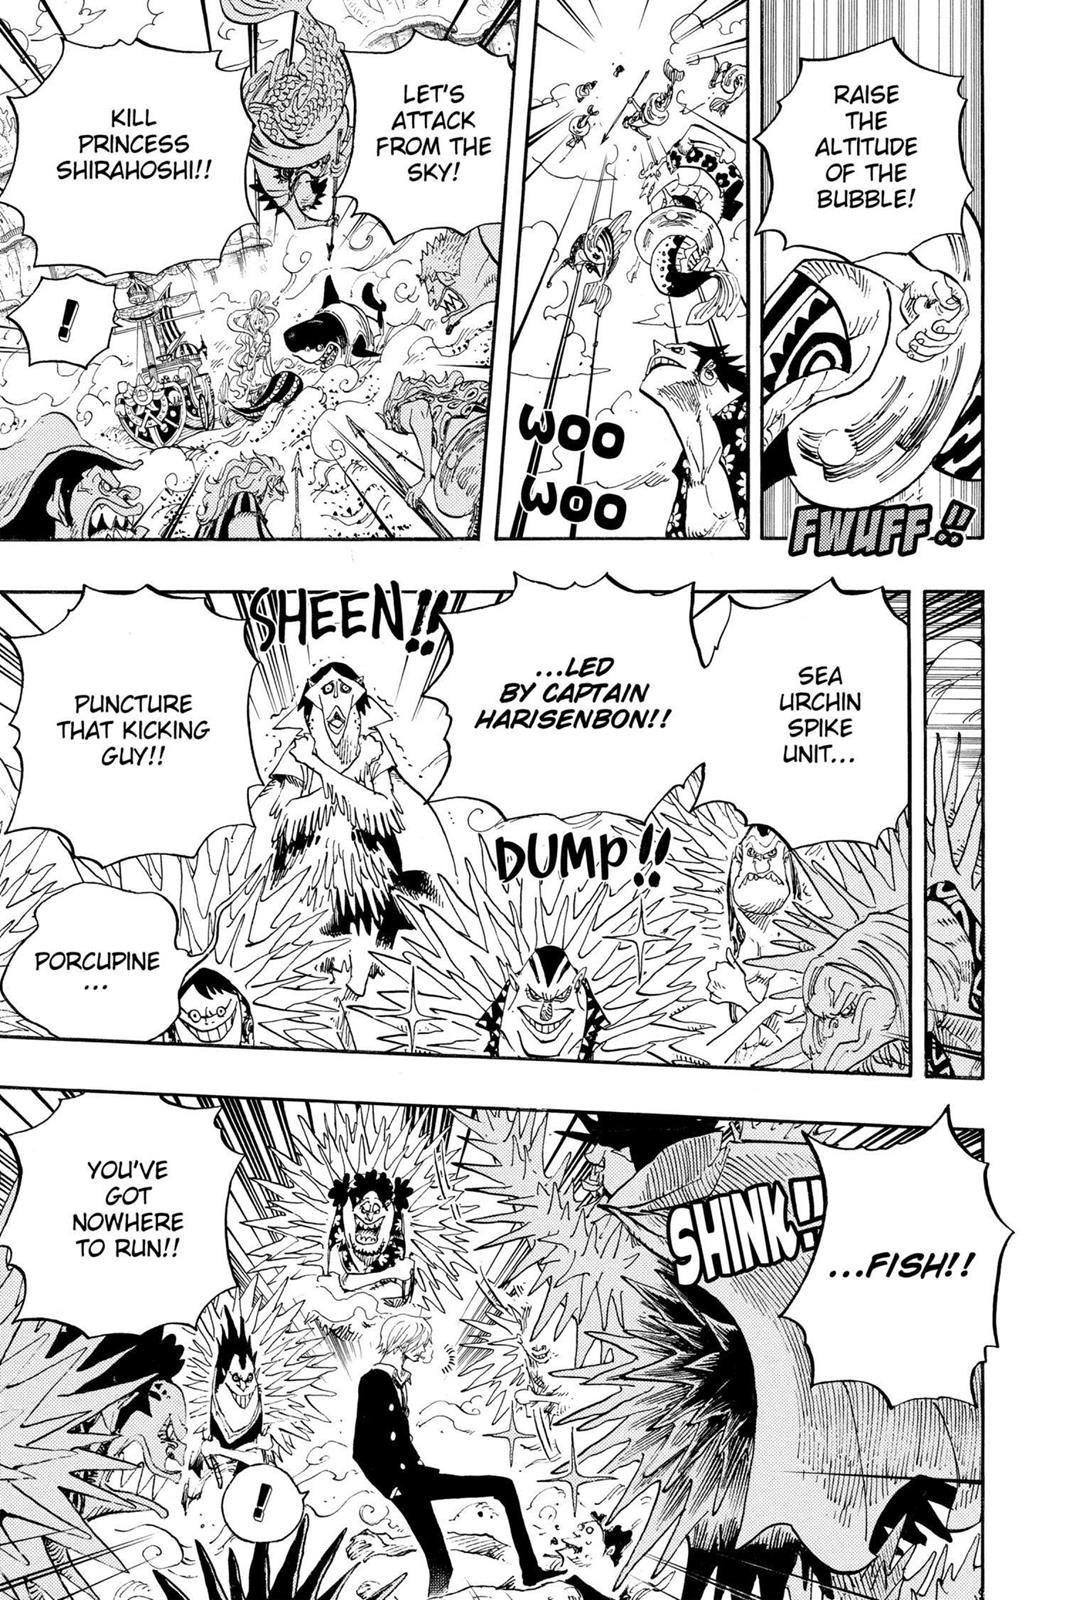 RAISE
THE
ALTITUDE
OF THE
BUBBLE!
FWUFF!!
WOO
WOO
LET'S
ATTACK
FROM THE
SKY!
KILL
PRINCESS
SHIRAHOSHI!!
!
SEA
URCHIN
SPIKE
UNIT...
...LED
BY CAPTAIN
HARISENBON!!
DUMP!!
SHEEN!!
PUNCTURE
THAT KICKING
GUY!!
PORCUPINE
...
...FISH!!
SHINK!!
YOU'VE
GOT
NOWHERE
TO RUN!!
!